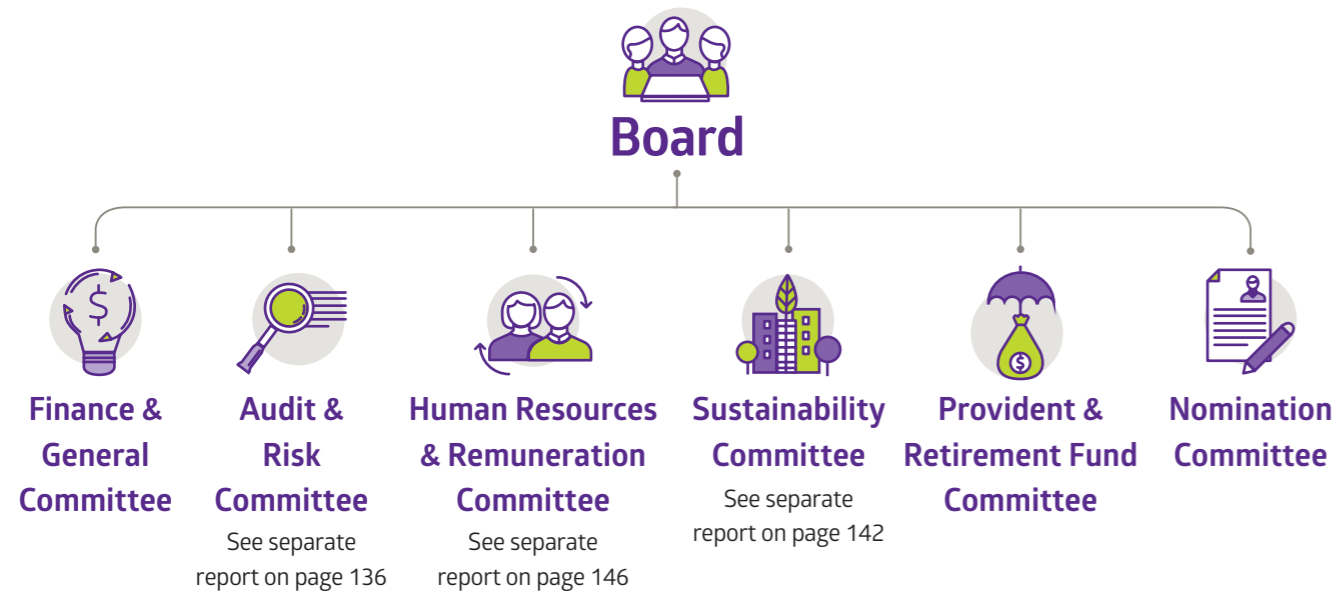 Board
Finance &
General
Committee
Audit &
Risk
Committee
See separate
report on page 136
Human Resources
& Remuneration
Committee
See separate
report on page 146
Sustainability
Committee
See separate
report on page 142
Provident &
Retirement Fund
Committee
Nomination
Committee